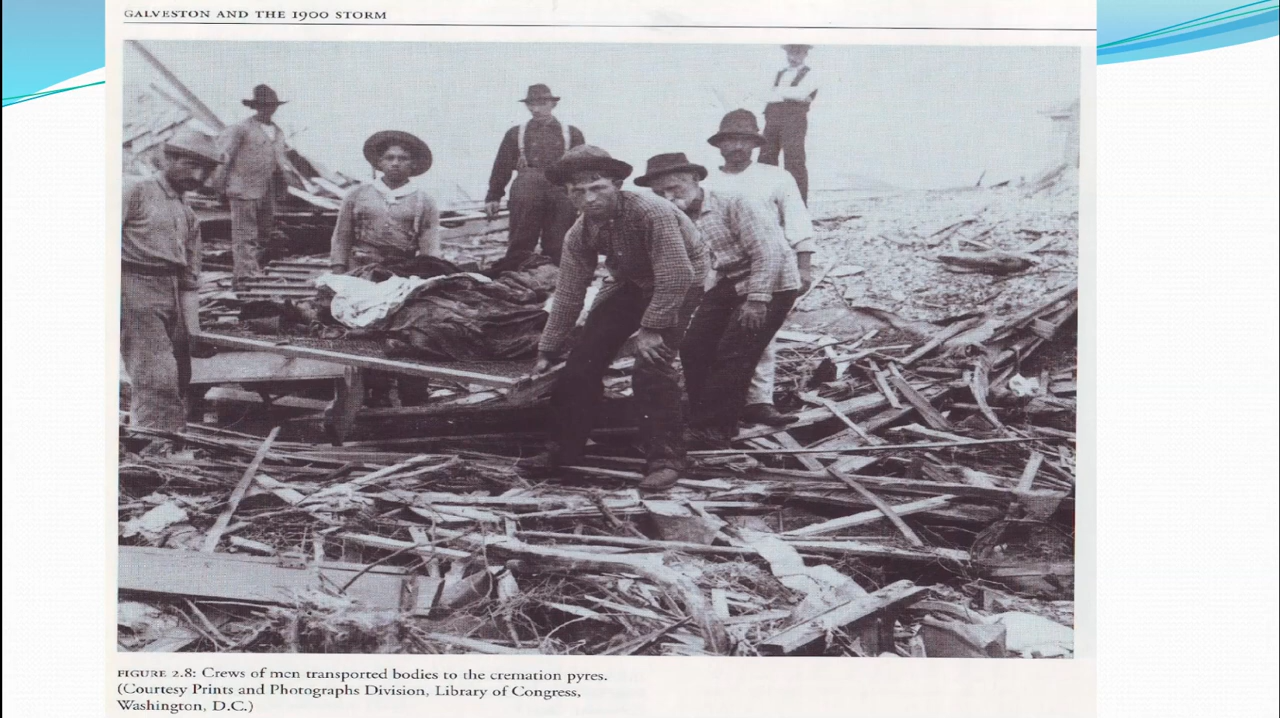 GALVESTON AND THE 1900 STORM
FIGURE 2.8: Crews of men transported bodies to the cremation pyres.
(Courtesy Prints and Photographs Division, Library of Congress,
Washington, D.C.)